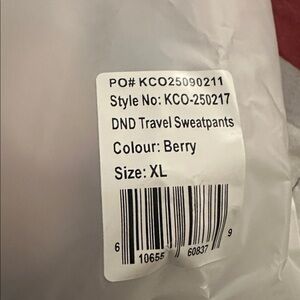 PO# KCO25090211
Style No: KCO-250217
DND Travel Sweatpants
Colour: Berry
Size: XL
6 10655 60837 9